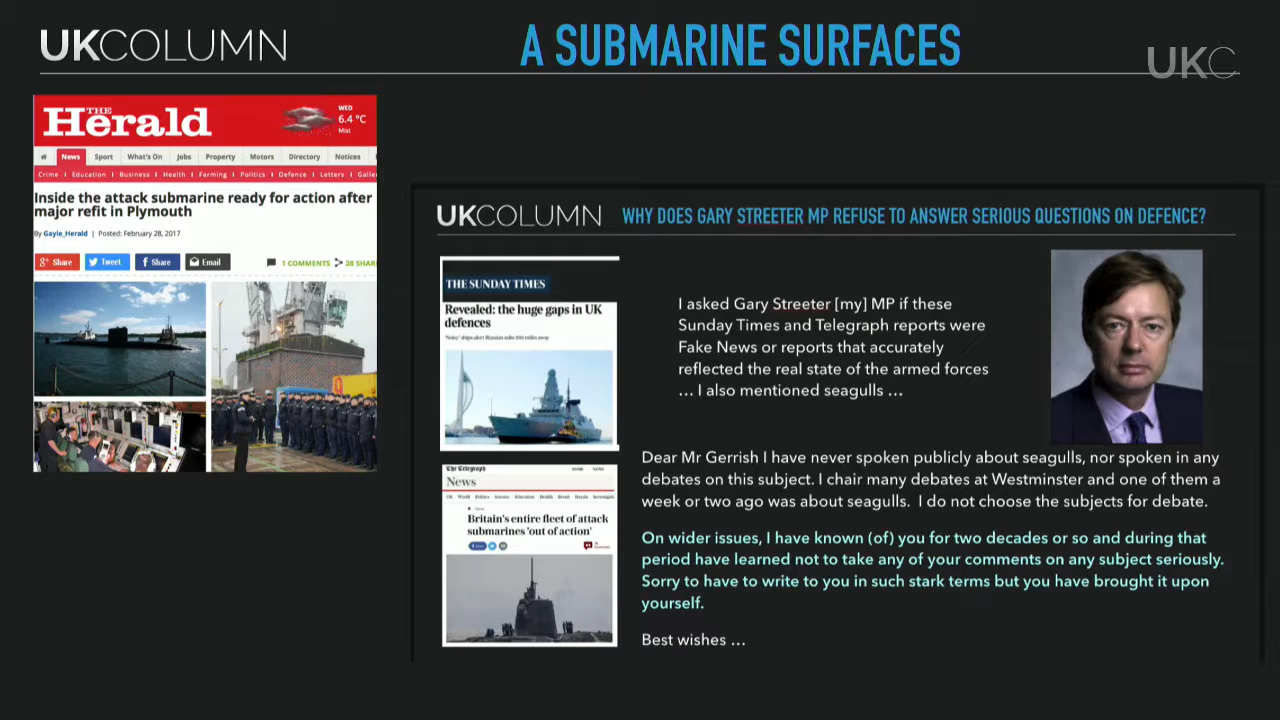 UKCOLUMN
A SUBMARINE SURFACES
UKC
THE
Herald
WED
6.4 °C
Mist
News
Sport
What's On
Jobs
Property
Motors
Directory
Notices
Crime | Education | Business | Health | Farming | Politics | Defence | Letters |
Inside the attack submarine ready for action after
major refit in Plymouth
By Gayle_Herald | Posted: February 28, 2017
Share
Tweet
Share
Email
1 COMMENTS
28 SHAR
UKCOLUMN
WHY DOES GARY STREETER MP REFUSE TO ANSWER SERIOUS QUESTIONS ON DEFENCE?
THE SUNDAY TIMES
Revealed: the huge gaps in UK
defences
I asked Gary Streeter [my] MP if these
Sunday Times and Telegraph reports were
Fake News or reports that accurately
reflected the real state of the armed forces
... I also mentioned seagulls ...
The Telegraph
News
Britain's entire fleet of attack
submarines 'out of action'
Dear Mr Gerrish I have never spoken publicly about seagulls, nor spoken in any
debates on this subject. I chair many debates at Westminster and one of them a
week or two ago was about seagulls. I do not choose the subjects for debate.
On wider issues, I have known (of) you for two decades or so and during that
period have learned not to take any of your comments on any subject seriously.
Sorry to have to write to you in such stark terms but you have brought it upon
yourself.
Best wishes ...